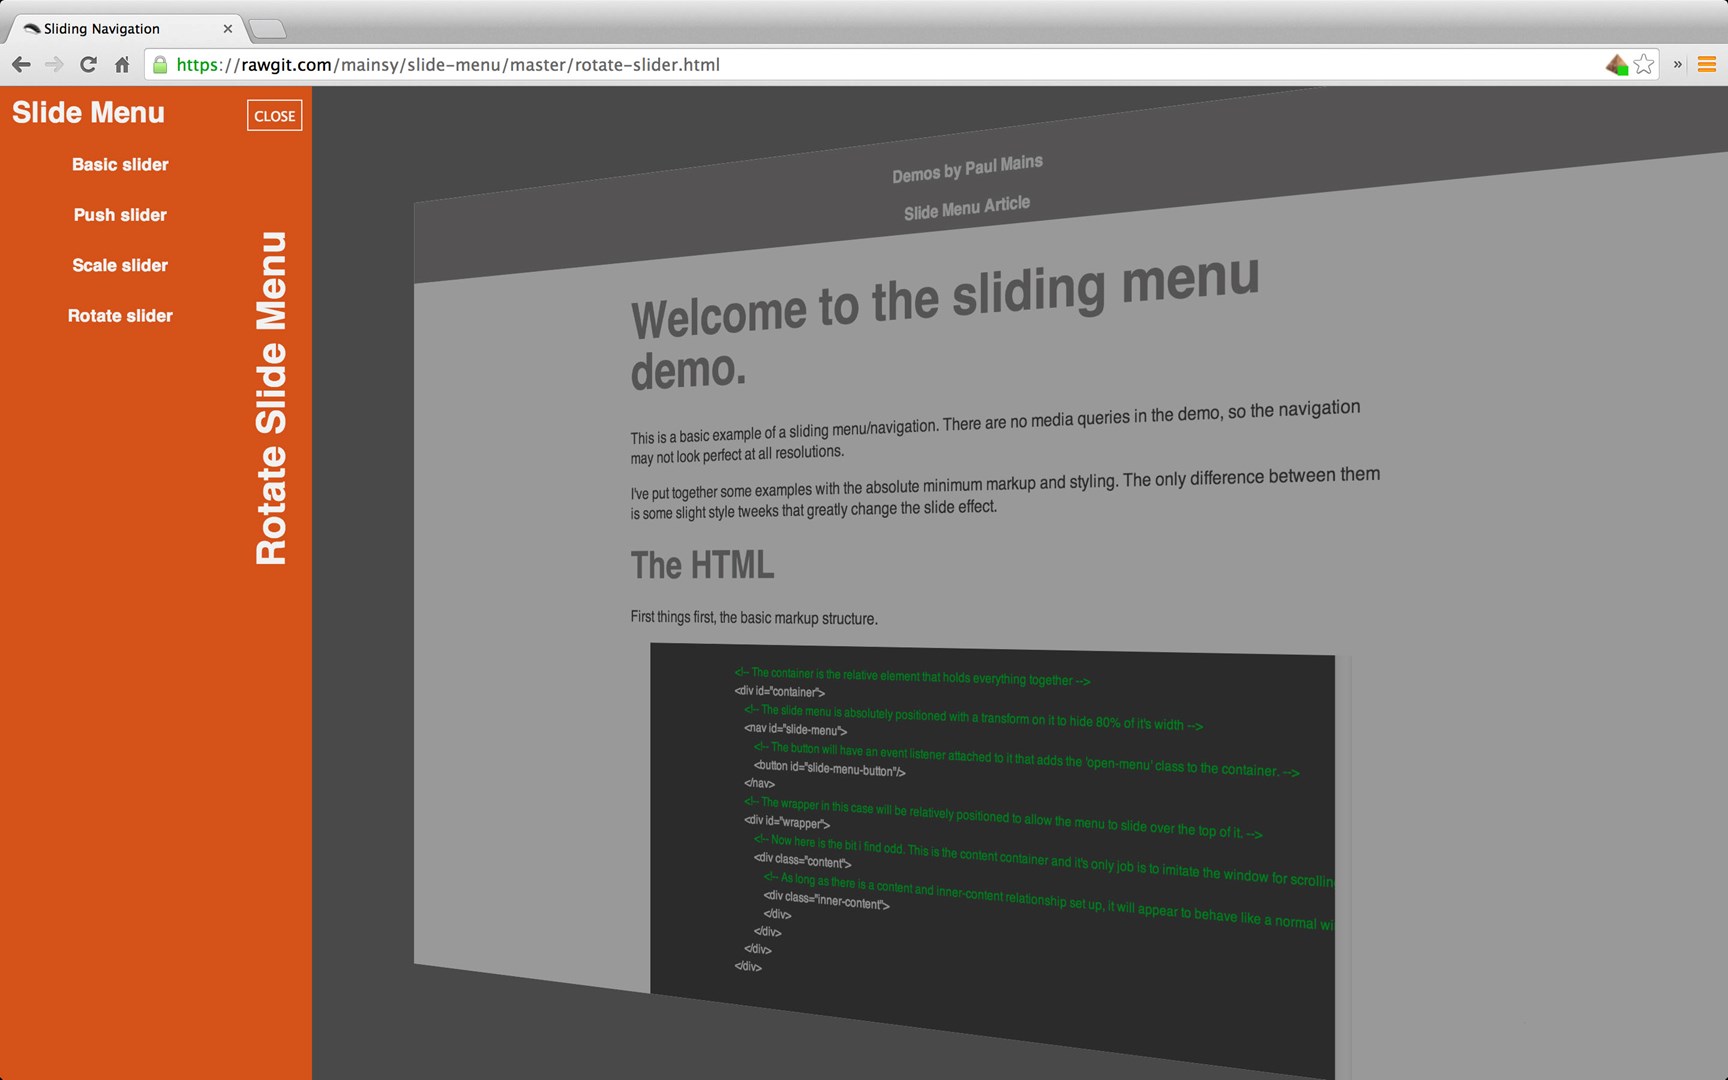 Sliding Navigation
https://rawgit.com/mainsy/slide-menu/master/rotate-slider.html
Slide Menu
CLOSE
Basic slider
Push slider
Scale slider
Rotate slider
Rotate Slide Menu
Demos by Paul Mains
Slide Menu Article
Welcome to the sliding menu
demo.
This is a basic example of a sliding menu/navigation. There are no media queries in the demo, so the navigation
may not look perfect at all resolutions.
I've put together some examples with the absolute minimum markup and styling. The only difference between them
is some slight style tweeks that greatly change the slide effect.
The HTML
First things first, the basic markup structure.
<!-- The container is the relative element that holds everything together -->
<div id="container">
<!-- The slide menu is absolutely positioned with a transform on it to hide 80% of it's width -->
<nav id="slide-menu">
<!-- The button will have an event listener attached to it that adds the 'open-menu' class to the container. -->
<button id="slide-menu-button"/>
</nav>
<!-- The wrapper in this case will be relatively positioned to allow the menu to slide over the top of it. -->
<div id="wrapper">
<!-- Now here is the bit i find odd. This is the content container and it's only job is to imitate the window for scrollin
<div class="content">
<!-- As long as there is a content and inner-content relationship set up, it will appear to behave like a normal wi
<div class="inner-content">
</div>
</div>
</div>
</div>